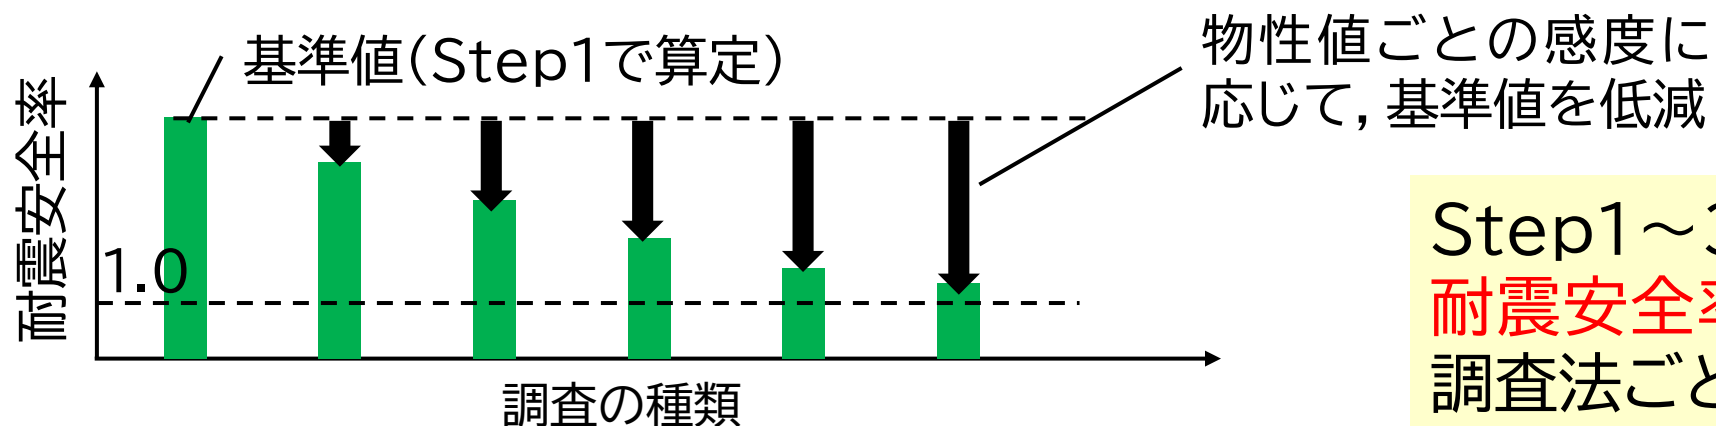 基準値(Step1で算定)
物性値ごとの感度に
応じて, 基準値を低減
耐震安全率
1.0
調査の種類
Step1～
耐震安全
調査法ごと